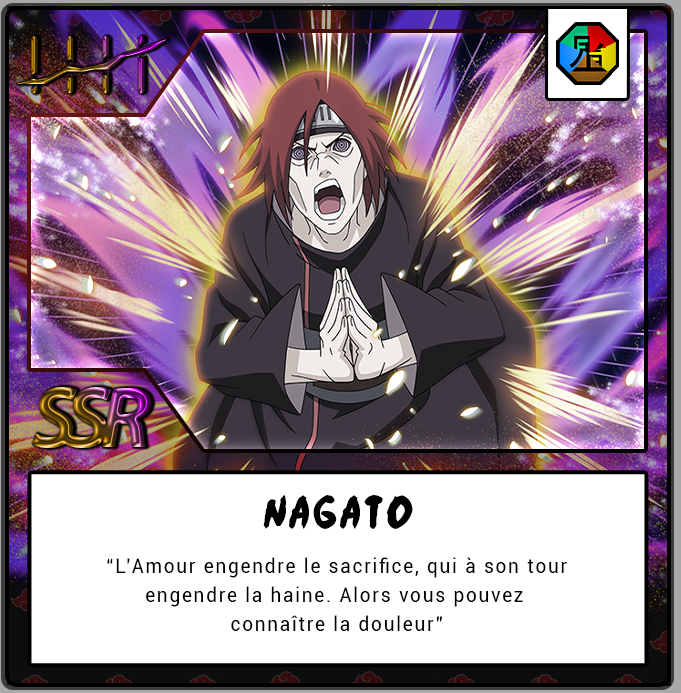 SSR
NAGATO
“L'Amour engendre le sacrifice, qui à son tour
engendre la haine. Alors vous pouvez
connaître la douleur”